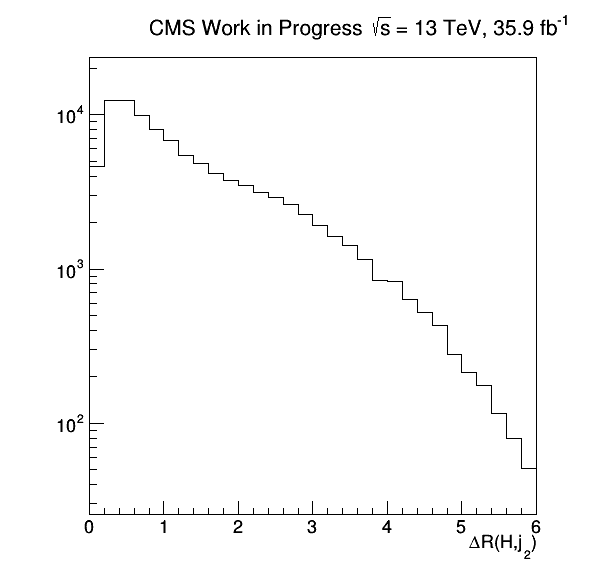 CMS Work in Progress √s = 13 TeV, 35.9 fb⁻¹
10⁴
10³
10²
0 1 2 3 4 5 6
ΔR(H,j₂)